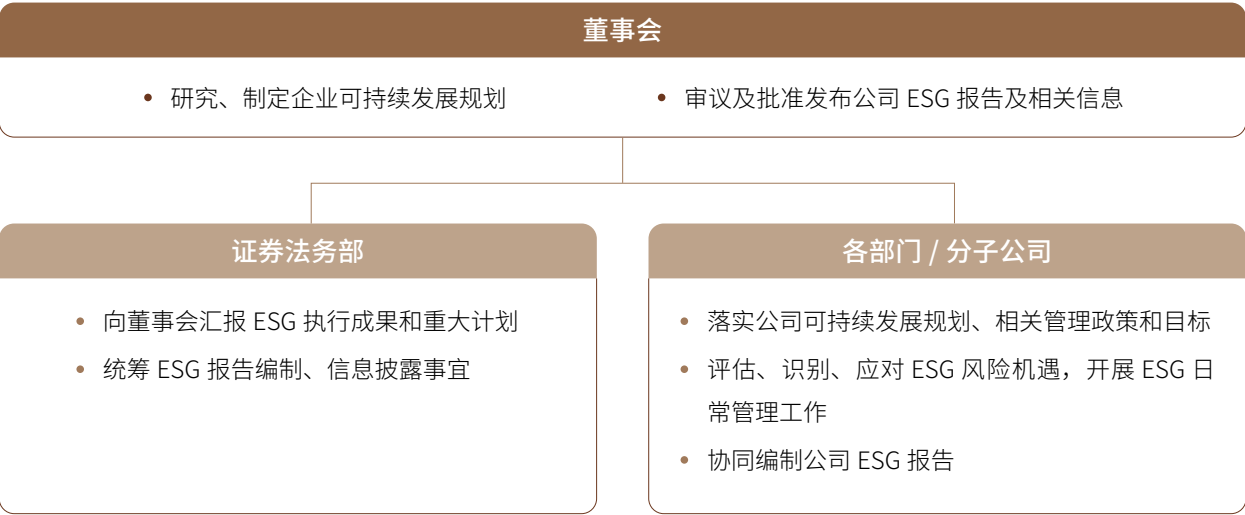 董事会
• 研究、制定企业可持续发展规划
• 审议及批准发布公司 ESG 报告及相关信息
证券法务部
• 向董事会汇报 ESG 执行成果和重大计划
• 统筹 ESG 报告编制、信息披露事宜
各部门 / 分子公司
• 落实公司可持续发展规划、相关管理政策和目标
• 评估、识别、应对 ESG 风险机遇，开展 ESG 日
常管理工作
• 协同编制公司 ESG 报告